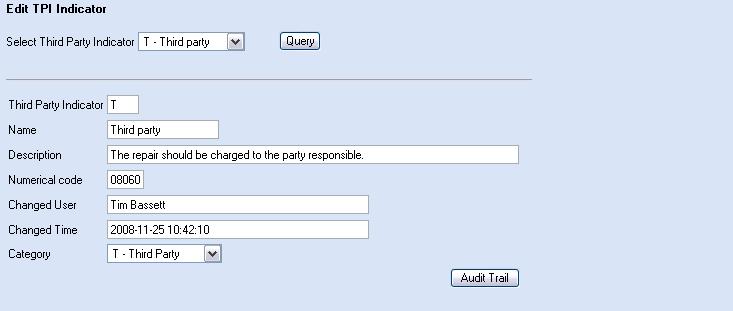 Edit TPI Indicator
Select Third Party Indicator T - Third party Query
Third Party Indicator T
Name Third party
Description The repair should be charged to the party responsible.
Numerical code 08060
Changed User Tim Bassett
Changed Time 2008-11-25 10:42:10
Category T - Third Party
Audit Trail